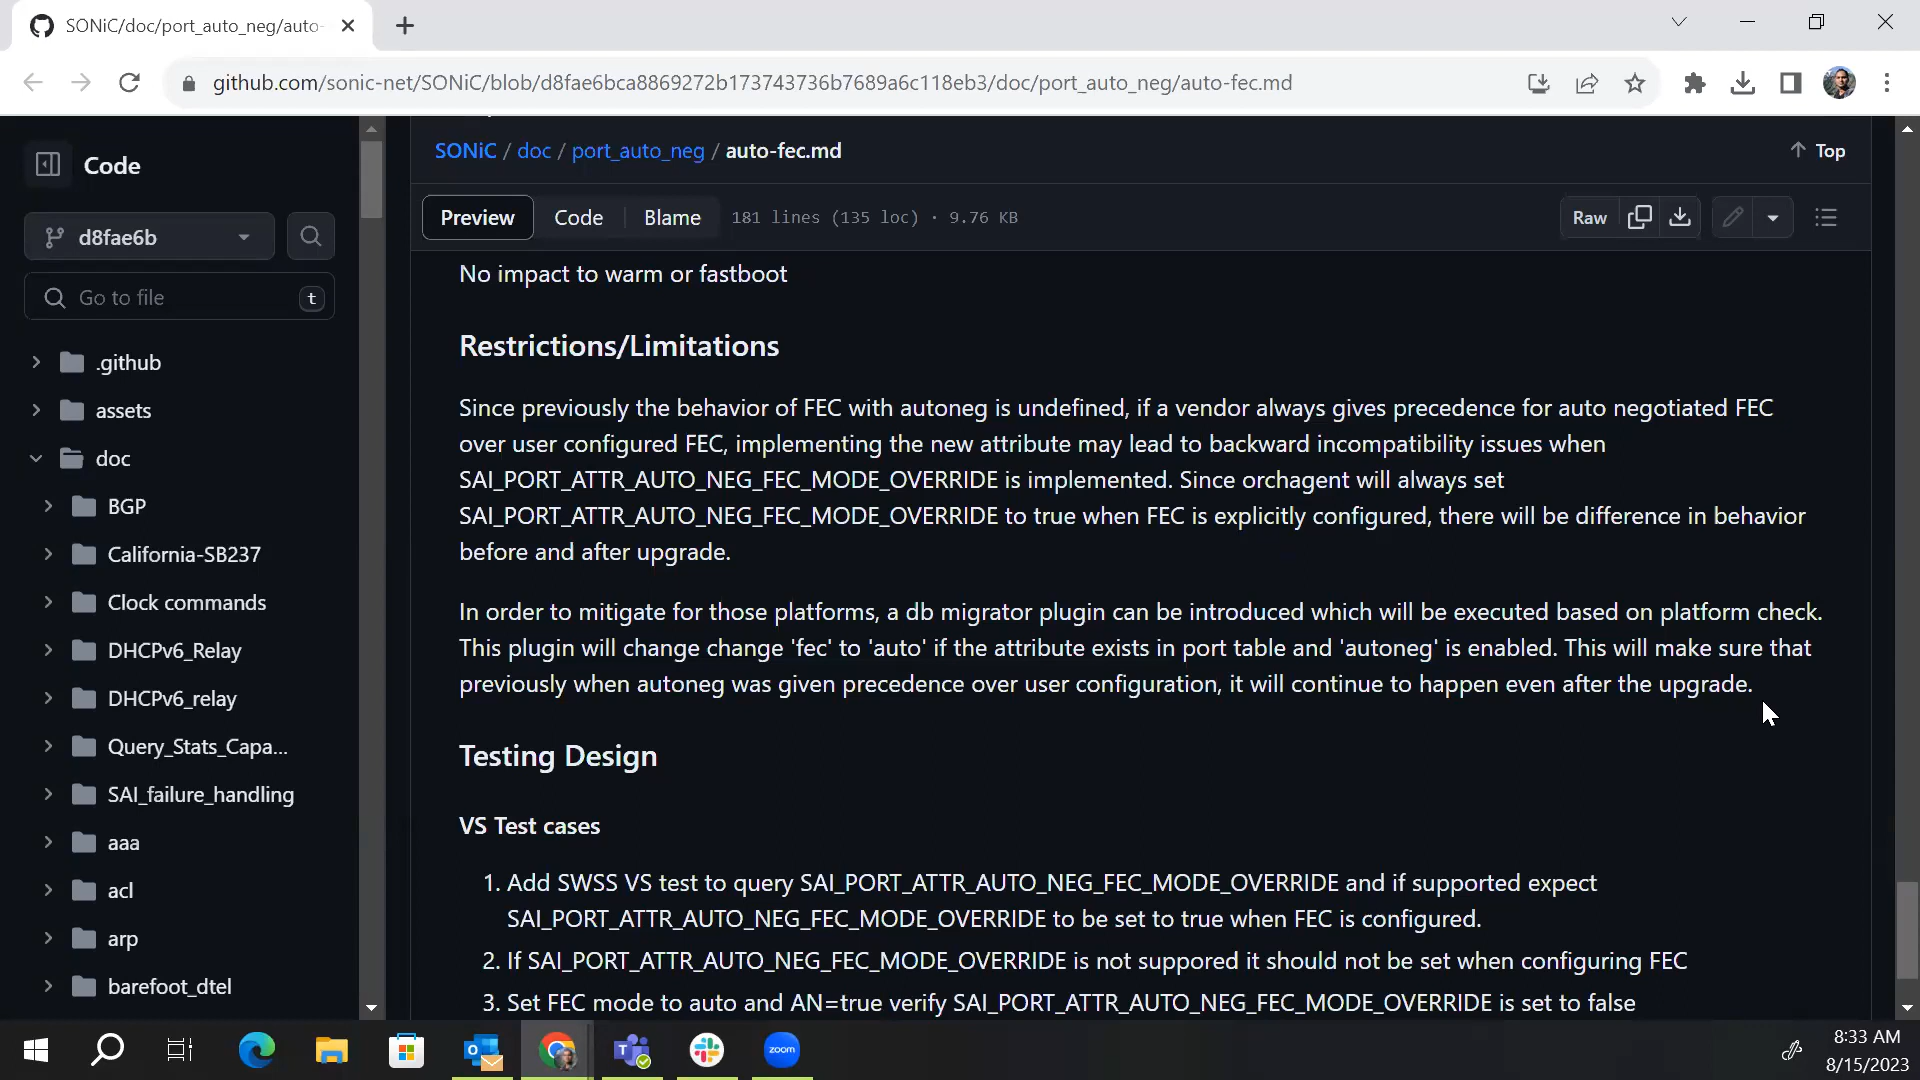 SONiC/doc/port_auto_neg/auto-
github.com/sonic-net/SONiC/blob/d8fae6bca8869272b173743736b7689a6c118eb3/doc/port_auto_neg/auto-fec.md
Code
d8fae6b
Go to file
t
.github
assets
doc
BGP
California-SB237
Clock commands
DHCPv6_Relay
DHCPv6_relay
Query_Stats_Capa...
SAI_failure_handling
aaa
acl
arp
barefoot_dtel
SONiC / doc / port_auto_neg / auto-fec.md
Top
Preview
Code
Blame
181 lines (135 loc) · 9.76 KB
Raw
No impact to warm or fastboot
Restrictions/Limitations
Since previously the behavior of FEC with autoneg is undefined, if a vendor always gives precedence for auto negotiated FEC
over user configured FEC, implementing the new attribute may lead to backward incompatibility issues when
SAI_PORT_ATTR_AUTO_NEG_FEC_MODE_OVERRIDE is implemented. Since orchagent will always set
SAI_PORT_ATTR_AUTO_NEG_FEC_MODE_OVERRIDE to true when FEC is explicitly configured, there will be difference in behavior
before and after upgrade.
In order to mitigate for those platforms, a db migrator plugin can be introduced which will be executed based on platform check.
This plugin will change change 'fec' to 'auto' if the attribute exists in port table and 'autoneg' is enabled. This will make sure that
previously when autoneg was given precedence over user configuration, it will continue to happen even after the upgrade.
Testing Design
VS Test cases
1. Add SWSS VS test to query SAI_PORT_ATTR_AUTO_NEG_FEC_MODE_OVERRIDE and if supported expect
SAI_PORT_ATTR_AUTO_NEG_FEC_MODE_OVERRIDE to be set to true when FEC is configured.
2. If SAI_PORT_ATTR_AUTO_NEG_FEC_MODE_OVERRIDE is not suppored it should not be set when configuring FEC
3. Set FEC mode to auto and AN=true verify SAI_PORT_ATTR_AUTO_NEG_FEC_MODE_OVERRIDE is set to false
zoom
8:33 AM
8/15/2023